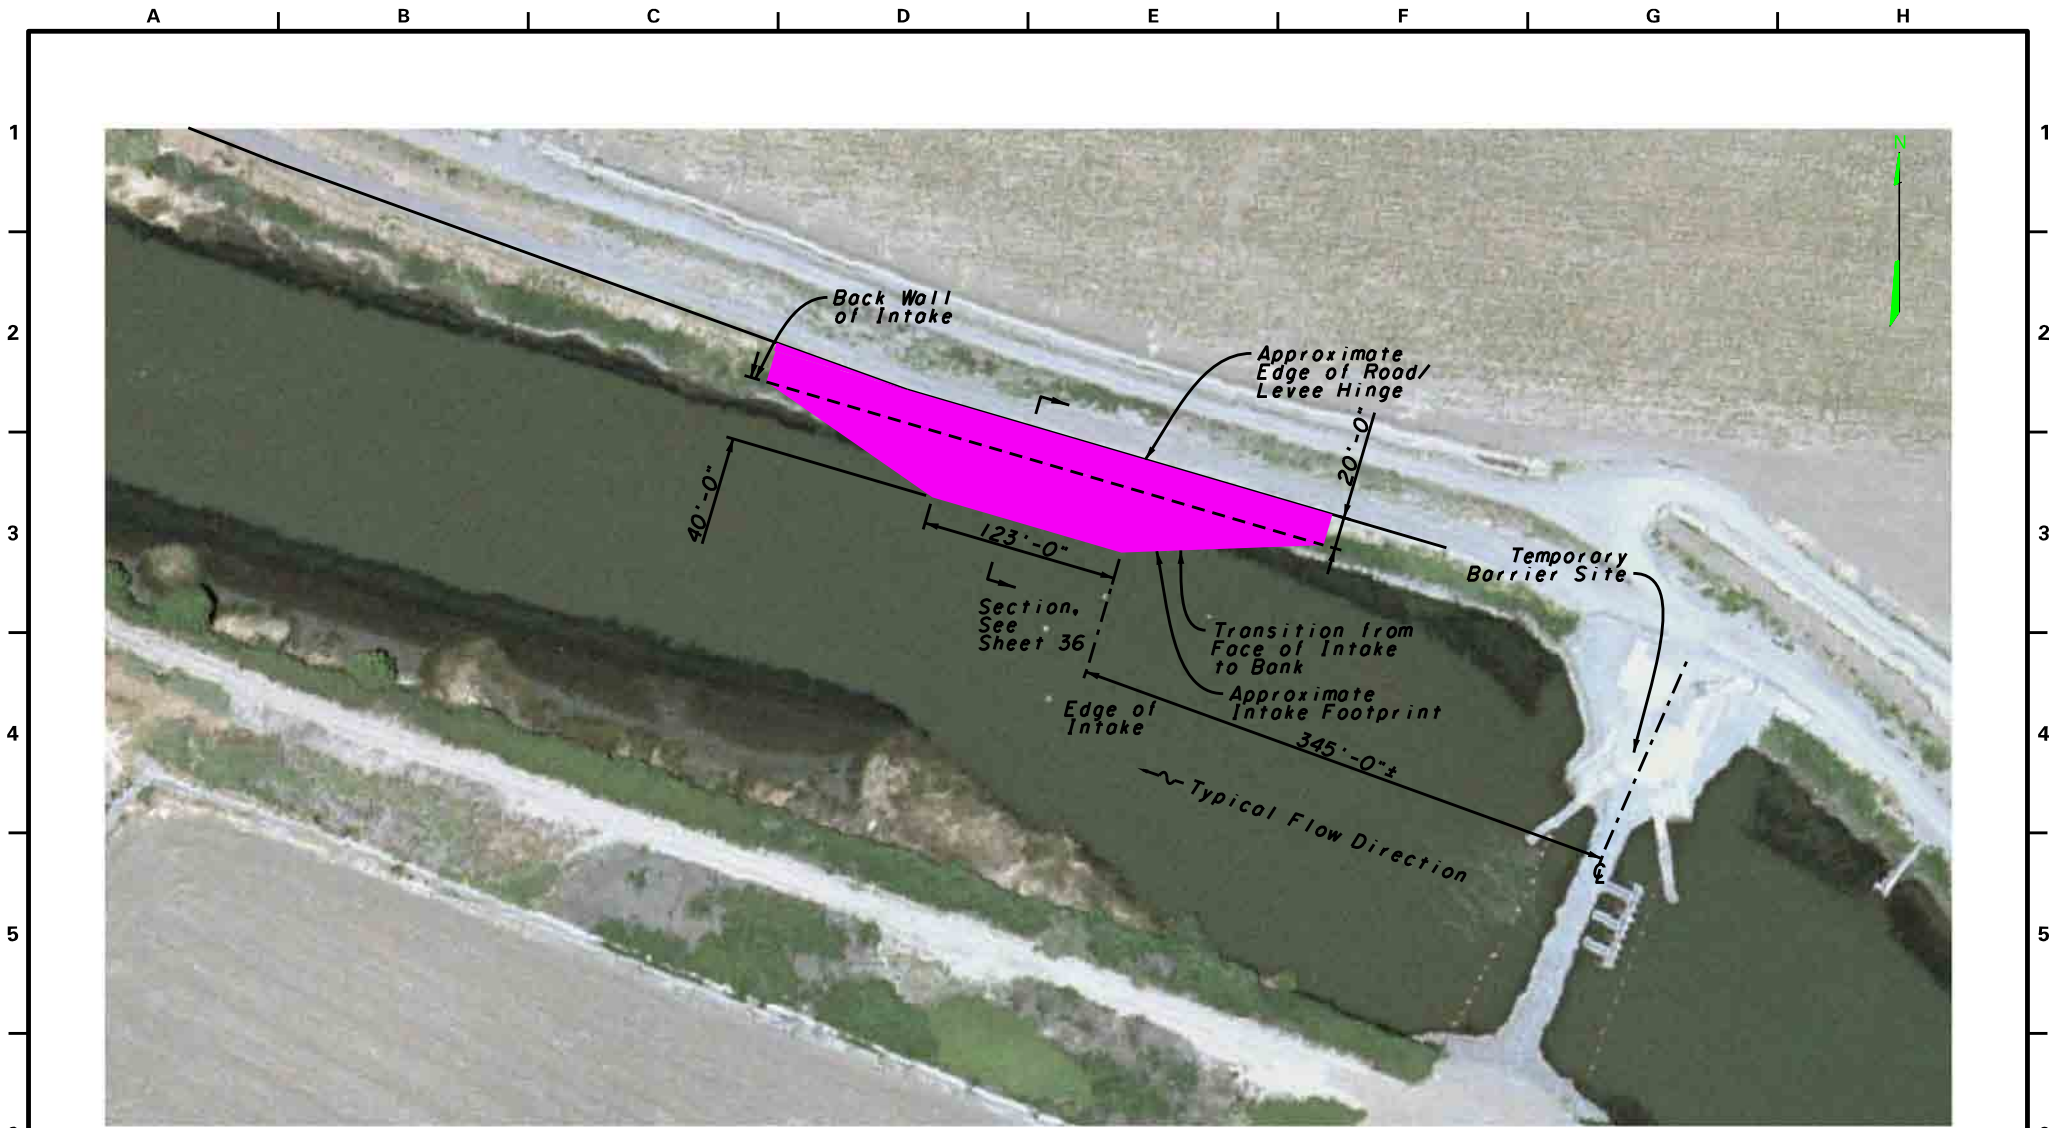 A B C D E F G H
1 1
N
Back Wall
of Intake
2 2
Approximate
Edge of Road/
Levee Hinge
20'-0"
40'-0"
123'-0"
3 3
Temporary
Barrier Site
Section,
See
Sheet 36
Transition from
Face of Intake
to Bank
Approximate
Intake Footprint
Edge of
Intake
4 4
345'-0"±
Typical Flow Direction
℄
5 5